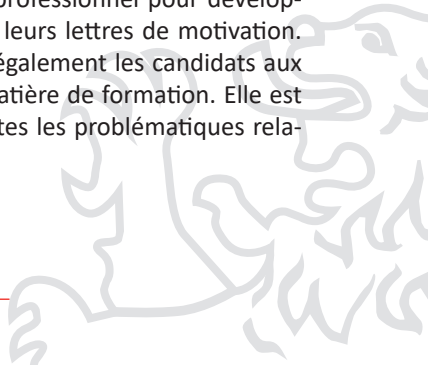 professionnel pour dévelop-
leurs lettres de motivation.
également les candidats aux
atière de formation. Elle est
tes les problématiques rela-